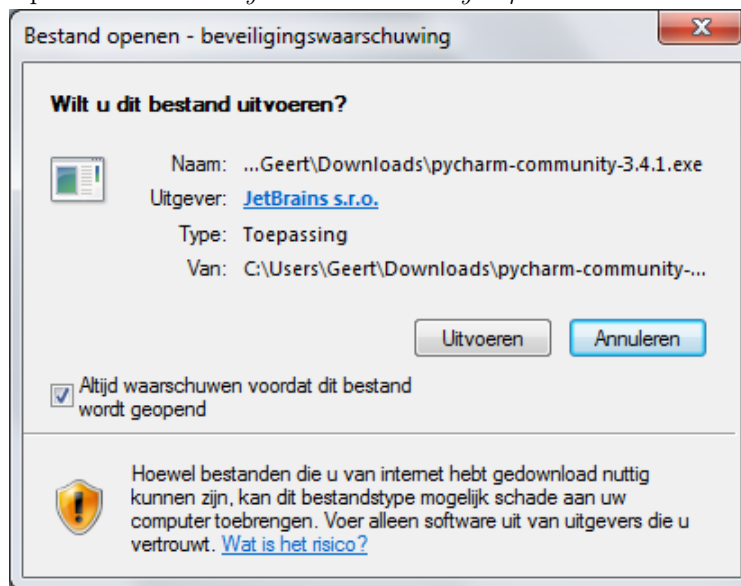 Bestand openen - beveiligingswaarschuwing
Wilt u dit bestand uitvoeren?
Naam: ...Geert\Downloads\pycharm-community-3.4.1.exe
Uitgever: JetBrains s.r.o.
Type: Toepassing
Van: C:\Users\Geert\Downloads\pycharm-community-...
Uitvoeren Annuleren
Altijd waarschuwen voordat dit bestand
wordt geopend
Hoewel bestanden die u van internet hebt gedownload nuttig
kunnen zijn, kan dit bestandstype mogelijk schade aan uw
computer toebrengen. Voer alleen software uit van uitgevers die u
vertrouwt. Wat is het risico?